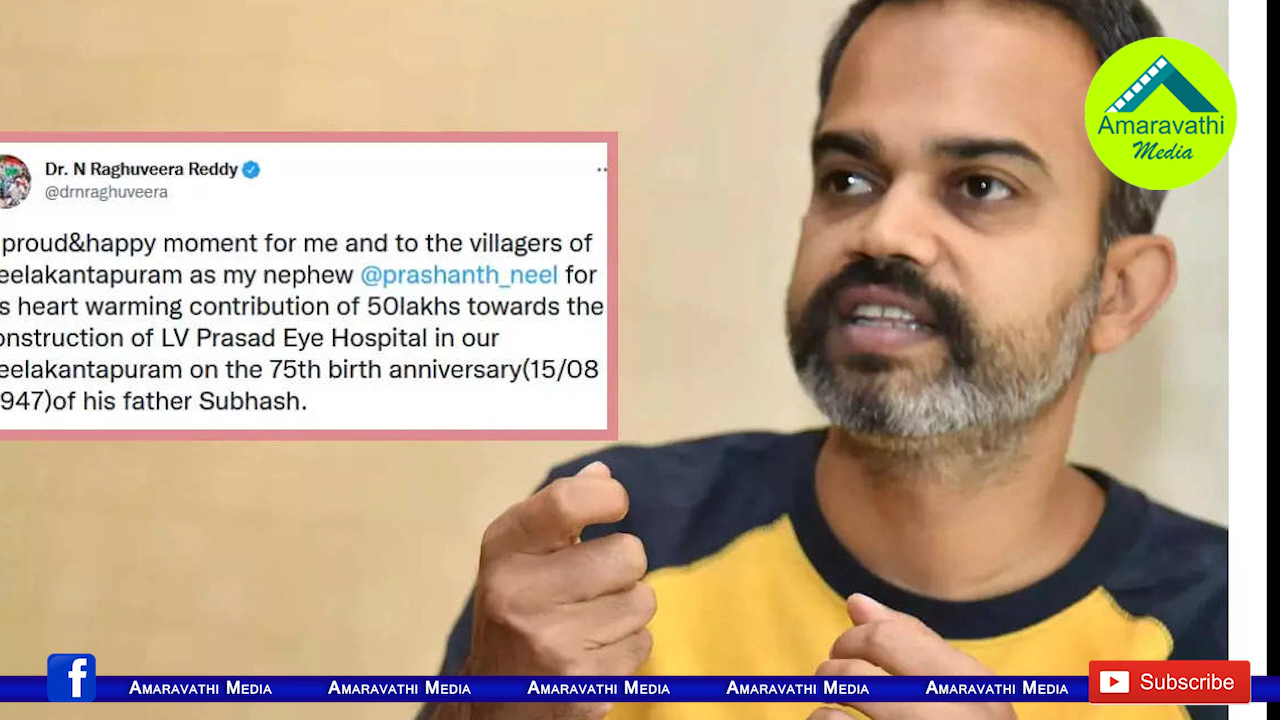 Dr. N Raghuveera Reddy
@drnraghuveera
proud&happy moment for me and to the villagers of
eelakantapuram as my nephew @prashanth_neel for
s heart warming contribution of 50lakhs towards the
onstruction of LV Prasad Eye Hospital in our
eelakantapuram on the 75th birth anniversary(15/08
947)of his father Subhash.
Amaravathi
Media
f
Amaravathi Media Amaravathi Media Amaravathi Media Amaravathi Media Amaravathi Media
Subscribe